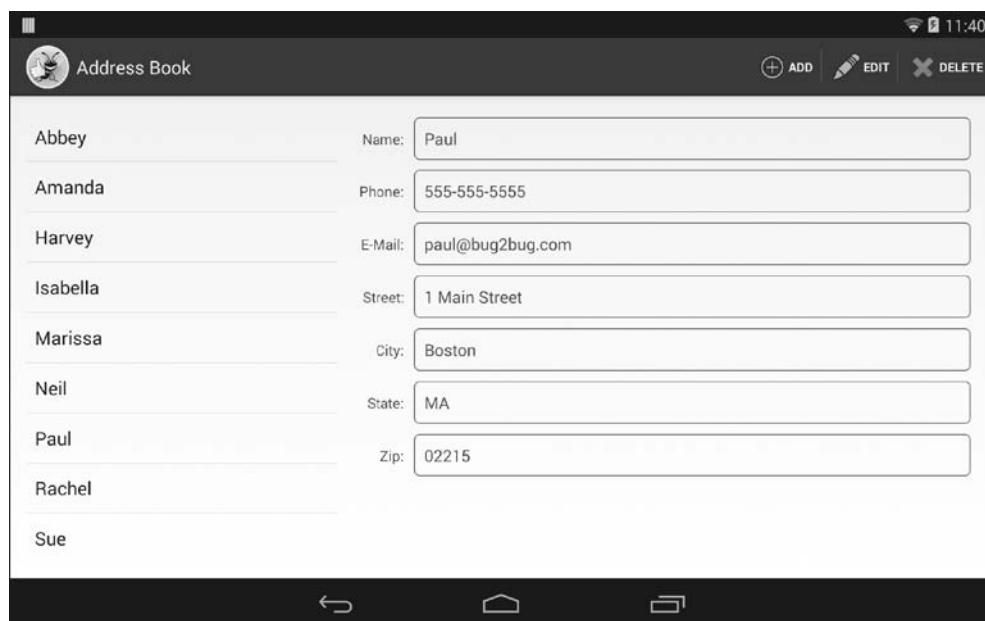 11:40
Address Book
ADD
EDIT
DELETE
Abbey
Amanda
Harvey
Isabella
Marissa
Neil
Paul
Rachel
Sue
Name: Paul
Phone: 555-555-5555
E-Mail: paul@bug2bug.com
Street: 1 Main Street
City: Boston
State: MA
Zip: 02215